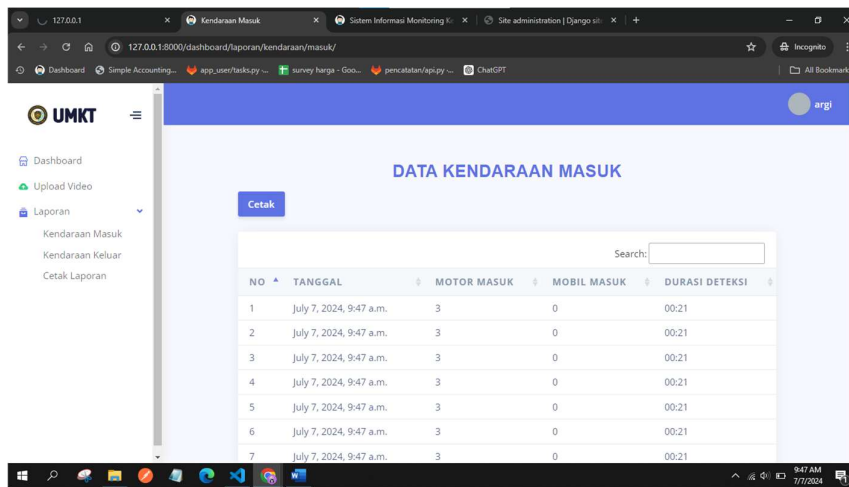 127.0.0.1
Kendaraan Masuk
Sistem Informasi Monitoring Ke
Site administration | Django sit
127.0.0.1:8000/dashboard/laporan/kendaraan/masuk/
Incognito
Dashboard
Simple Accounting...
app_user/tasks.py -...
survey harga - Goo...
pencatatan/api.py -...
ChatGPT
All Bookmark
UMKT
argi
Dashboard
Upload Video
Laporan
Kendaraan Masuk
Kendaraan Keluar
Cetak Laporan
DATA KENDARAAN MASUK
Cetak
Search:
NO TANGGAL MOTOR MASUK MOBIL MASUK DURASI DETEKSI
1 July 7, 2024, 9:47 a.m. 3 0 00:21
2 July 7, 2024, 9:47 a.m. 3 0 00:21
3 July 7, 2024, 9:47 a.m. 3 0 00:21
4 July 7, 2024, 9:47 a.m. 3 0 00:21
5 July 7, 2024, 9:47 a.m. 3 0 00:21
6 July 7, 2024, 9:47 a.m. 3 0 00:21
7 July 7, 2024, 9:47 a.m. 3 0 00:21
9:47 AM
7/7/2024